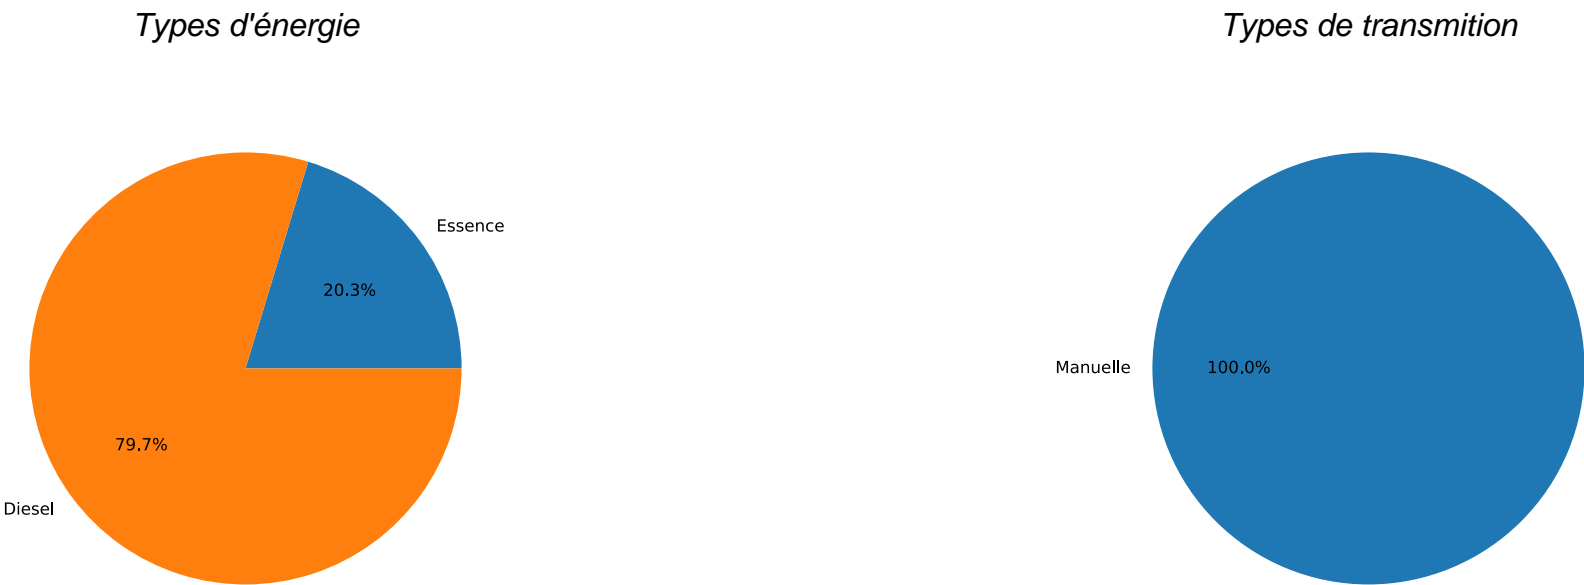 Types d'énergie
Types de transmition
Essence
20.3%
79.7%
Diesel
Manuelle
100.0%